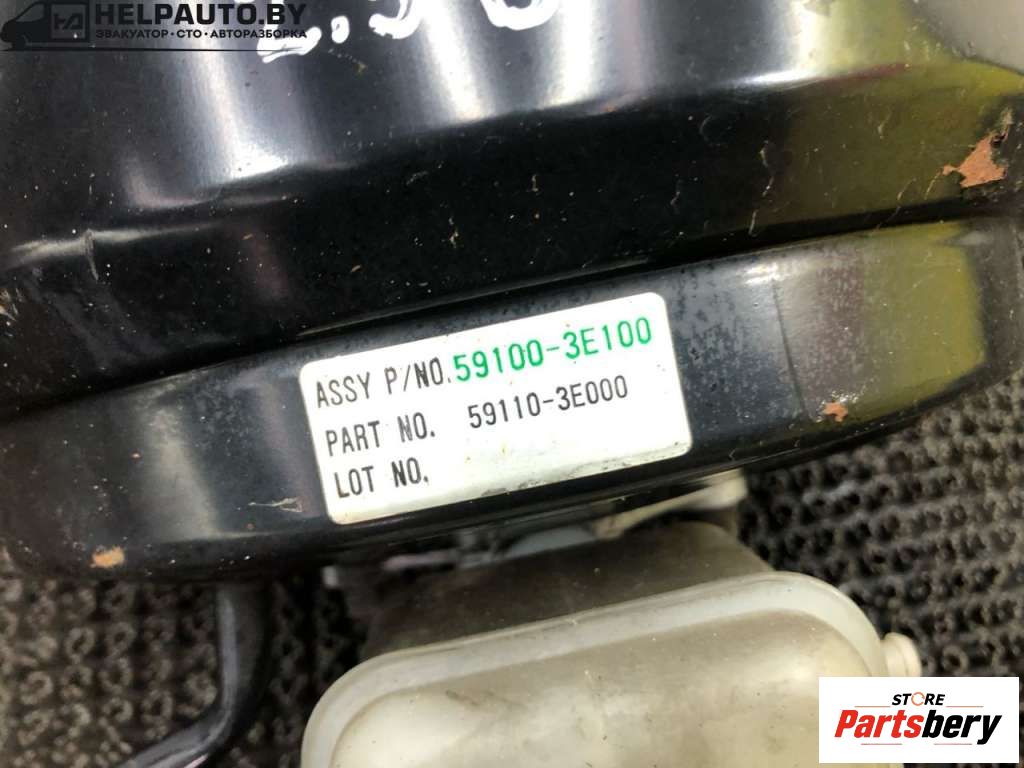 HELPAUTO.BY
ЭВАКУАТОР • СТО • АВТОРАЗБОРКА
ASSY P/NO. 59100-3E100
PART NO. 59110-3E000
LOT NO.
STORE
Partsbery